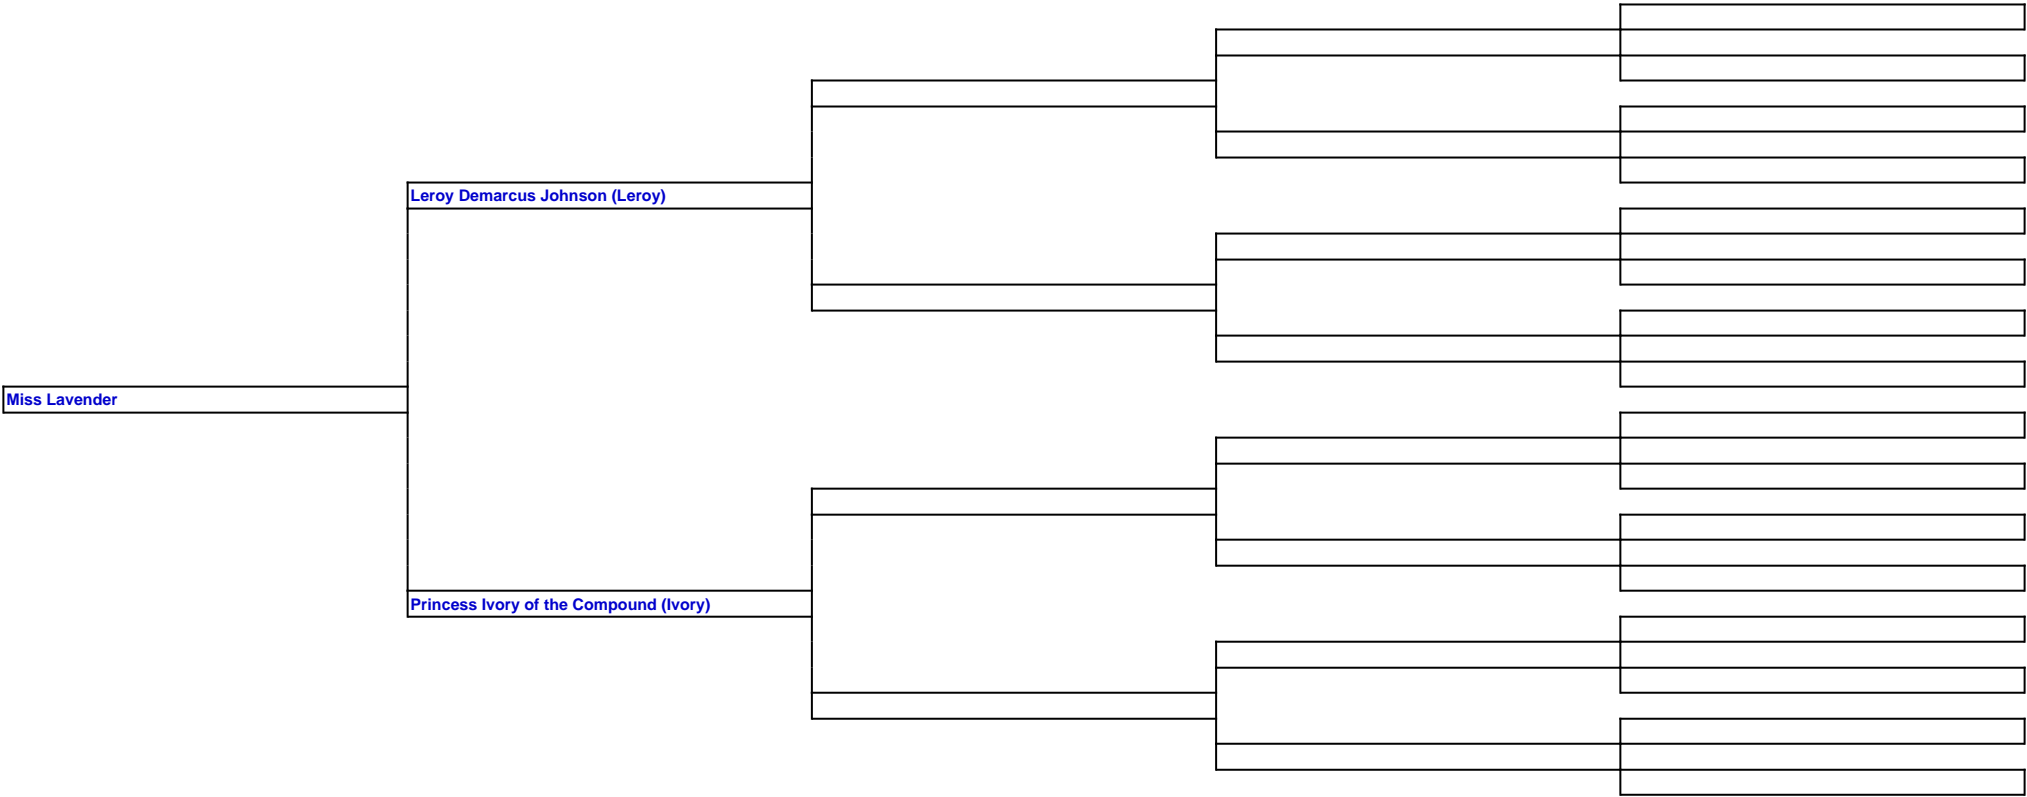 Leroy Demarcus Johnson (Leroy)
Miss Lavender
Princess Ivory of the Compound (Ivory)